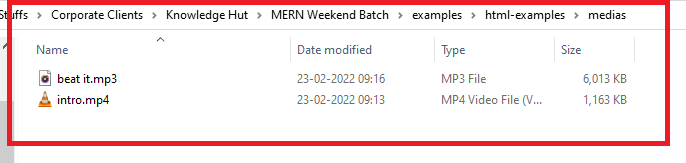 Stuffs > Corporate Clients > Knowledge Hut > MERN Weekend Batch > examples > html-examples > medias
Name Date modified Type Size
beat it.mp3 23-02-2022 09:16 MP3 File 6,013 KB
intro.mp4 23-02-2022 09:13 MP4 Video File (V... 1,163 KB